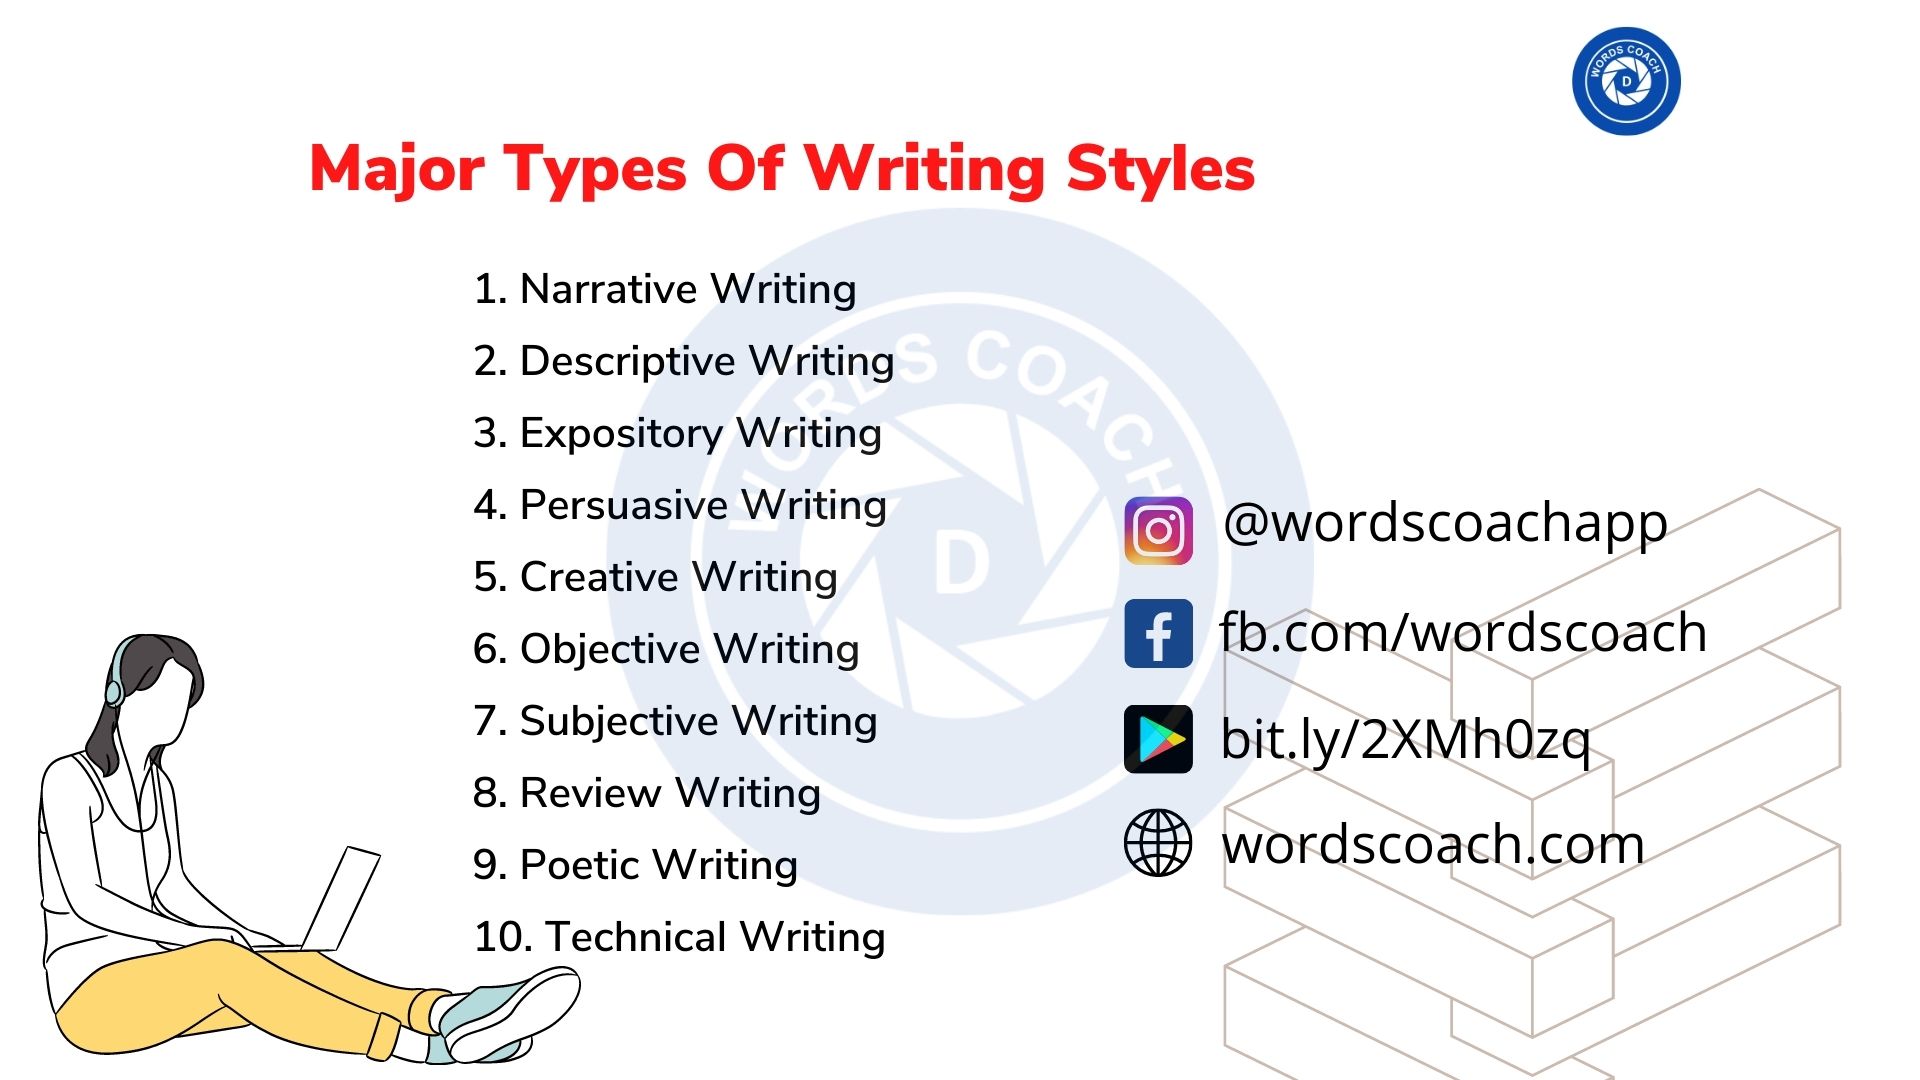 WORDS COACH
D
Major Types Of Writing Styles
1. Narrative Writing
2. Descriptive Writing
3. Expository Writing
4. Persuasive Writing
5. Creative Writing
6. Objective Writing
7. Subjective Writing
8. Review Writing
9. Poetic Writing
10. Technical Writing
WORDS COACH
D
@wordscoachapp
fb.com/wordscoach
bit.ly/2XMh0zq
wordscoach.com